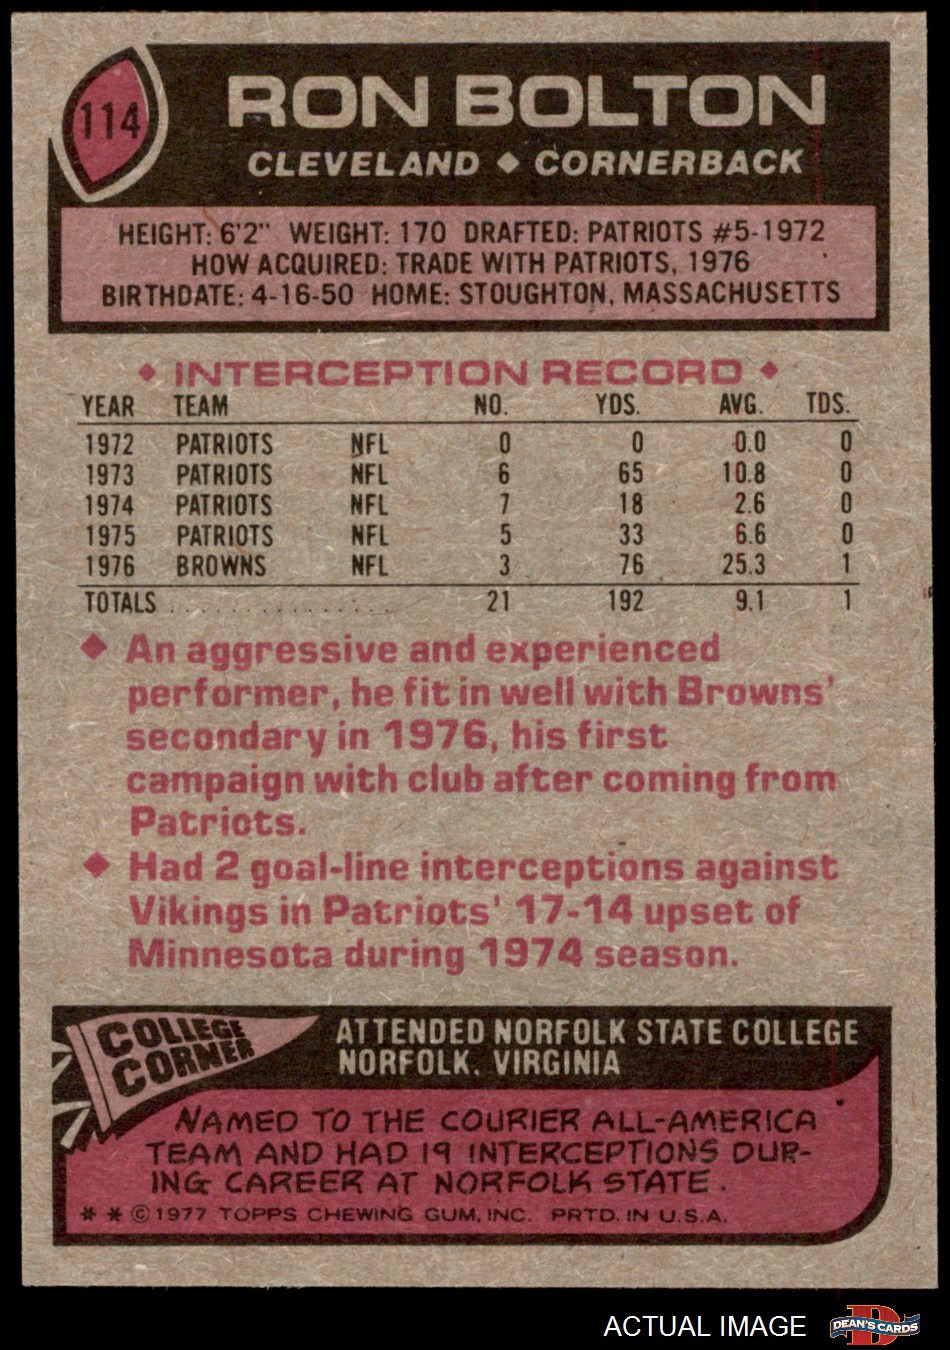 114
RON BOLTON
CLEVELAND ◆ CORNERBACK
HEIGHT: 6'2" WEIGHT: 170 DRAFTED: PATRIOTS #5-1972
HOW ACQUIRED: TRADE WITH PATRIOTS, 1976
BIRTHDATE: 4-16-50 HOME: STOUGHTON, MASSACHUSETTS
◆ INTERCEPTION RECORD ◆
YEAR TEAM NO. YDS. AVG. TDS.
1972 PATRIOTS NFL 0 0 0.0 0
1973 PATRIOTS NFL 6 65 10.8 0
1974 PATRIOTS NFL 7 18 2.6 0
1975 PATRIOTS NFL 5 33 6.6 0
1976 BROWNS NFL 3 76 25.3 1
TOTALS . . . . . . . . . . . . . . . . 21 192 9.1 1
◆ An aggressive and experienced
performer, he fit in well with Browns'
secondary in 1976, his first
campaign with club after coming from
Patriots.
◆ Had 2 goal-line interceptions against
Vikings in Patriots' 17-14 upset of
Minnesota during 1974 season.
COLLEGE
CORNER
ATTENDED NORFOLK STATE COLLEGE
NORFOLK, VIRGINIA
NAMED TO THE COURIER ALL-AMERICA
TEAM AND HAD 19 INTERCEPTIONS DUR-
ING CAREER AT NORFOLK STATE.
* * © 1977 TOPPS CHEWING GUM, INC. PRTD. IN U.S.A.
ACTUAL IMAGE
D
DEAN'S CARDS